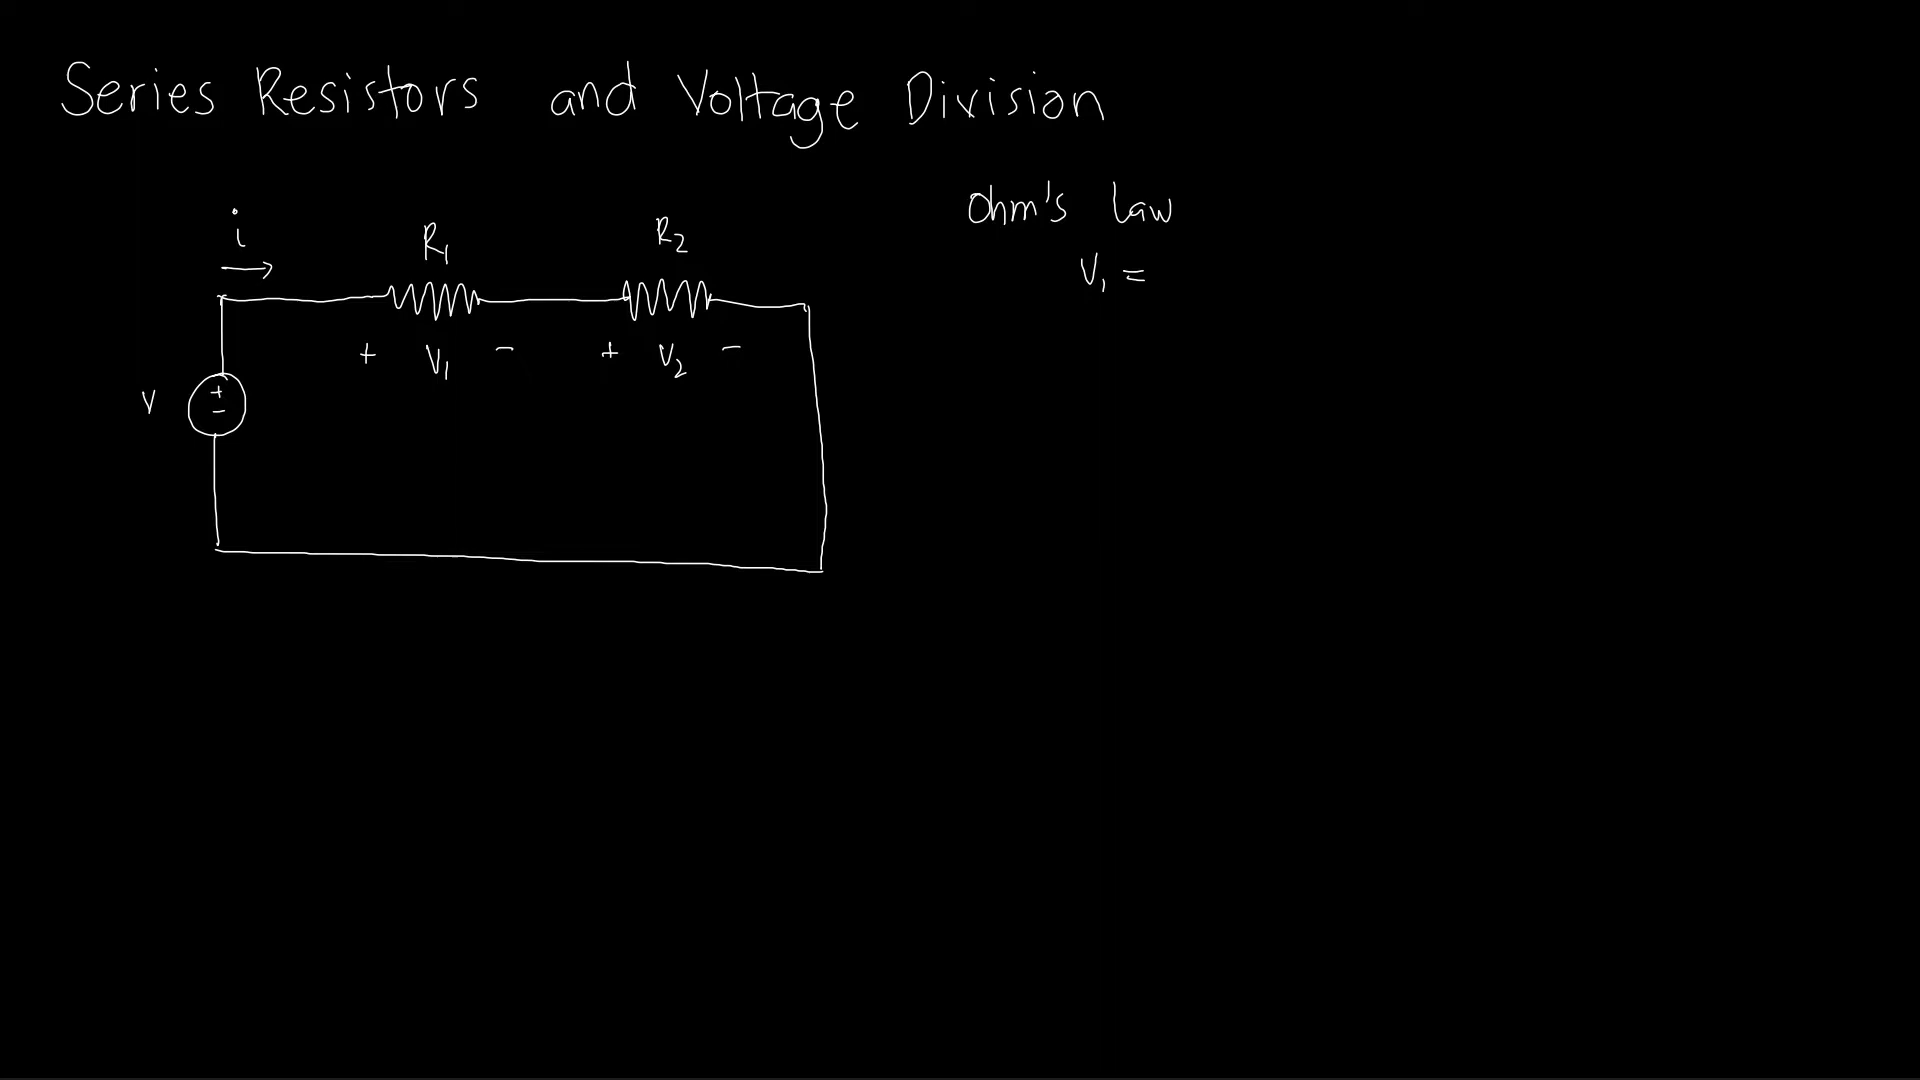 Series Resistors and Voltage Division
Ohm's Law
V₁ =
i
R₁ R₂
+ V₁ - + V₂ -
V
+
-